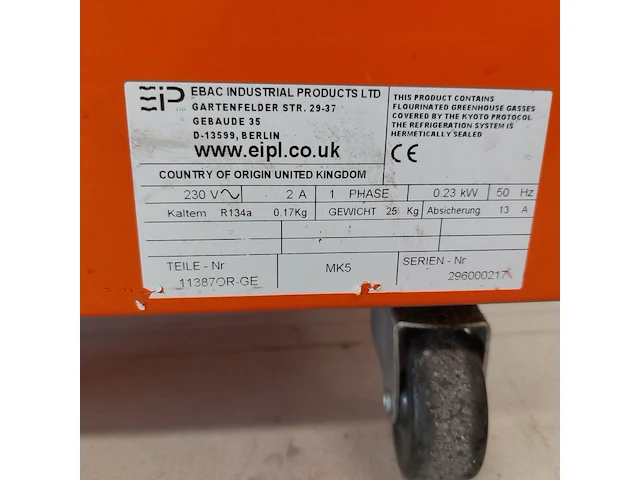 EIP EBAC INDUSTRIAL PRODUCTS LTD
GARTENFELDER STR. 29-37
GEBAUDE 35
D-13599, BERLIN
www.eipl.co.uk
COUNTRY OF ORIGIN UNITED KINGDOM
THIS PRODUCT CONTAINS
FLOURINATED GREENHOUSE GASSES
COVERED BY THE KYOTO PROTOCOL
THE REFRIGERATION SYSTEM IS
HERMETICALLY SEALED
CE
230 V 2 A 1 PHASE 0.23 kW 50 Hz
Kaltem R134a 0.17Kg GEWICHT 25 Kg Absicherung 13 A
TEILE - Nr MK5 SERIEN - Nr
11387OR-GE 296000217